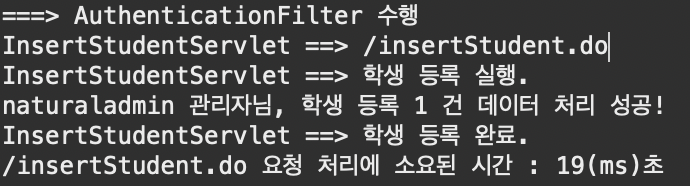 ===> AuthenticationFilter 수행
InsertStudentServlet ==> /insertStudent.do
InsertStudentServlet ==> 학생 등록 실행.
naturaladmin 관리자님, 학생 등록 1 건 데이터 처리 성공!
InsertStudentServlet ==> 학생 등록 완료.
/insertStudent.do 요청 처리에 소요된 시간 : 19(ms)초